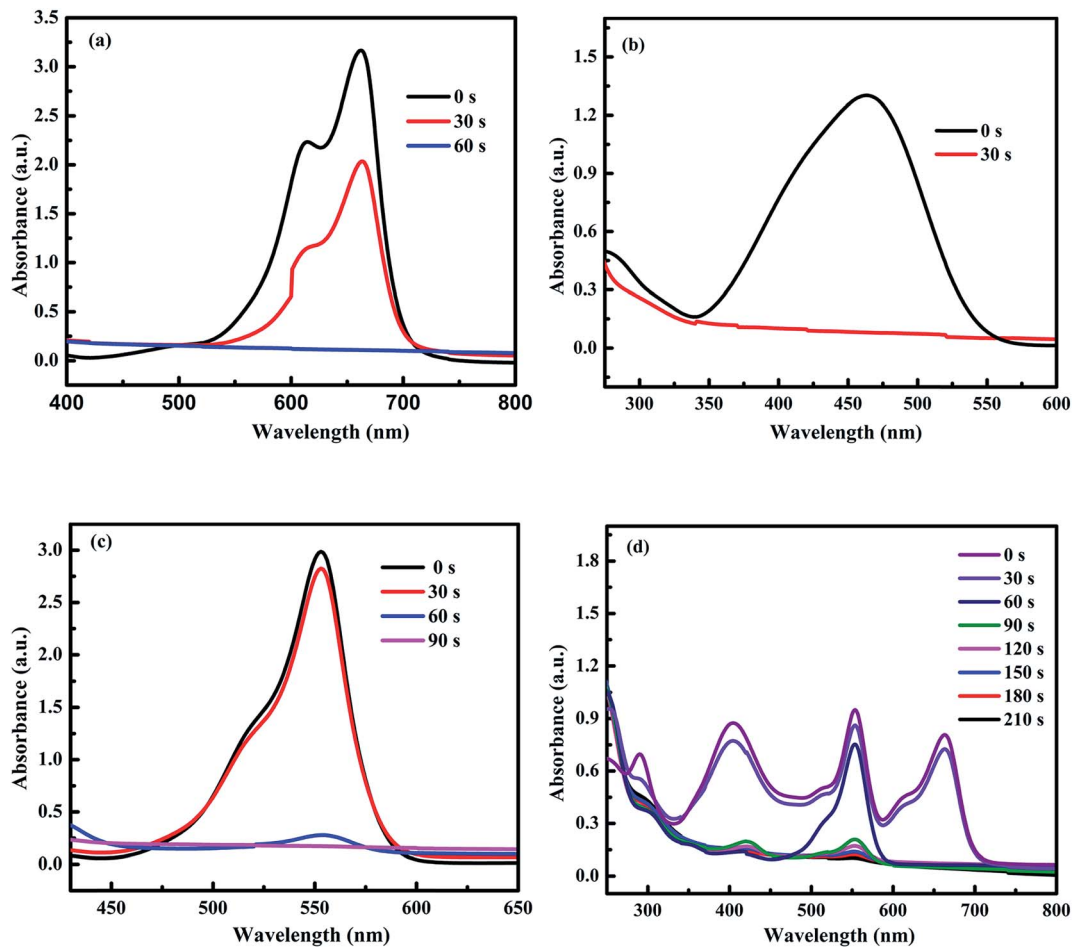 (a)
3.5
3.0
2.5
2.0
1.5
1.0
0.5
0.0
Absorbance (a.u.)
0 s
30 s
60 s
400 500 600 700 800
Wavelength (nm)
(b)
1.5
1.2
0.9
0.6
0.3
0.0
Absorbance (a.u.)
0 s
30 s
300 350 400 450 500 550 600
Wavelength (nm)
(c)
3.0
2.5
2.0
1.5
1.0
0.5
0.0
Absorbance (a.u.)
0 s
30 s
60 s
90 s
450 500 550 600 650
Wavelength (nm)
(d)
1.8
1.5
1.2
0.9
0.6
0.3
0.0
Absorbance (a.u.)
0 s
30 s
60 s
90 s
120 s
150 s
180 s
210 s
300 400 500 600 700 800
Wavelength (nm)